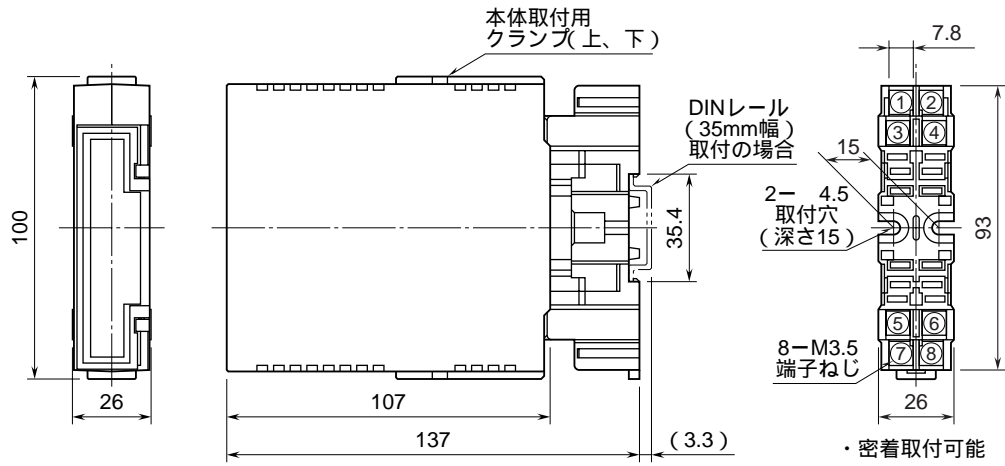 本体取付用
クランプ(上、下)
7.8
DINレール
(35mm幅)
取付の場合
1 2
3 4
15
2ー 4.5
取付穴
(深さ15)
100
35.4
93
5 6
7 8
8ーM3.5
端子ねじ
26
107
26
137
(3.3)
・密着取付可能